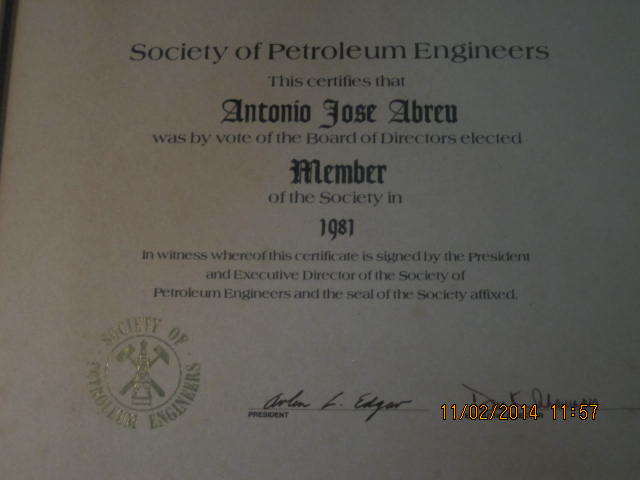 Society of Petroleum Engineers
This certifies that
Antonio Jose Abreu
was by vote of the Board of Directors elected
Member
of the Society in
1981
In witness whereof this certificate is signed by the President
and Executive Director of the Society of
Petroleum Engineers and the seal of the Society affixed.
SOCIETY OF
PETROLEUM ENGINEERS
Arlen L. Edgar
PRESIDENT
11/02/2014 11:57